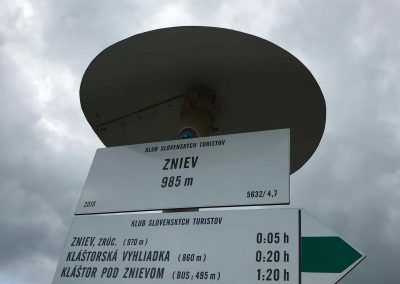 KLUB SLOVENSKÝCH TURISTOV
ZNIEV
985 m
2018 5632/4,7
KLUB SLOVENSKÝCH TURISTOV
ZNIEV, ZRÚC. (970 m) 0:05 h
KLÁŠTORSKÁ VYHLIADKA (860 m) 0:20 h
KLÁŠTOR POD ZNIEVOM (BUS; 495 m) 1:20 h